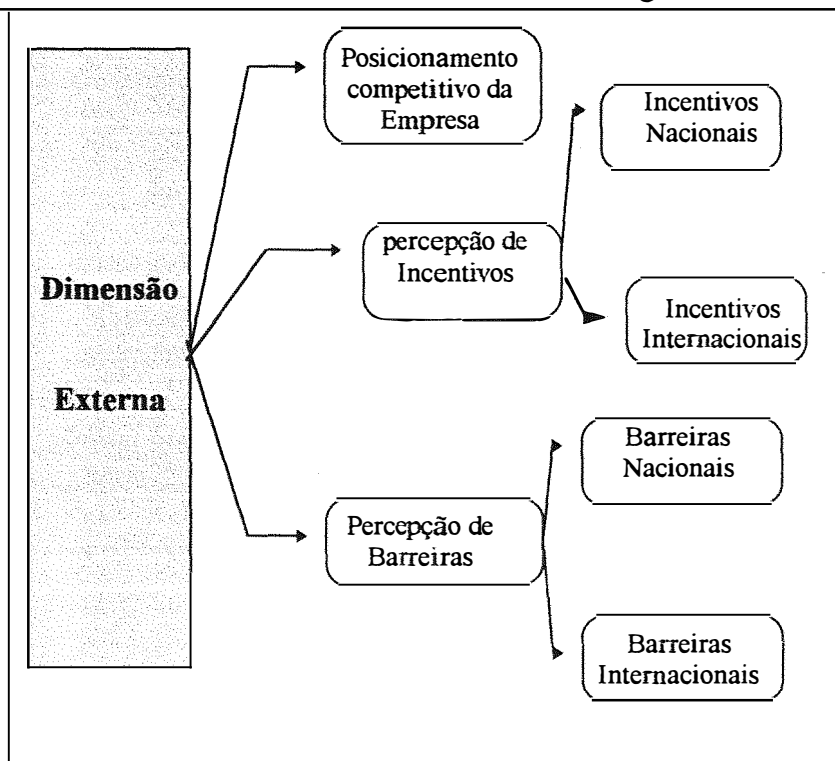 Dimensão
Externa
Posicionamento
competitivo da
Empresa
percepção de
Incentivos
Incentivos
Nacionais
Incentivos
Internacionais
Percepção de
Barreiras
Barreiras
Nacionais
Barreiras
Internacionais